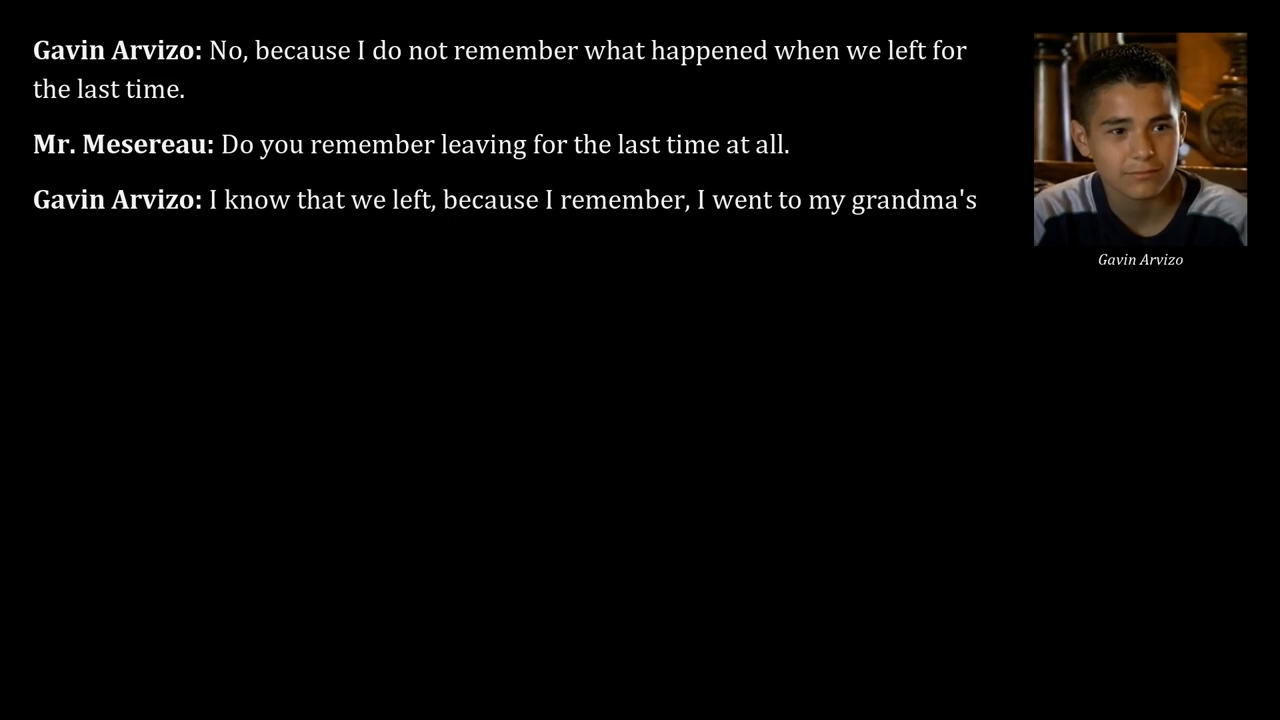 Gavin Arvizo: No, because I do not remember what happened when we left for
the last time.
Mr. Mesereau: Do you remember leaving for the last time at all.
Gavin Arvizo: I know that we left, because I remember, I went to my grandma's
Gavin Arvizo